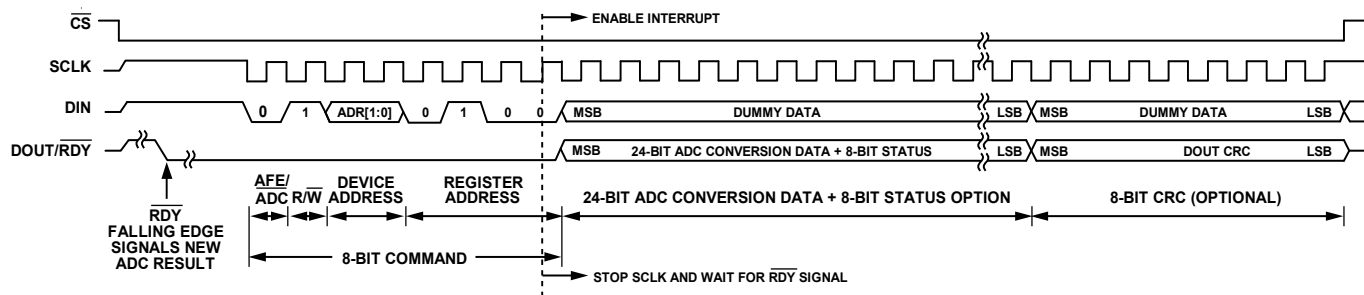 CS
ENABLE INTERRUPT
SCLK
DIN
0 1 ADR[1:0] 0 1 0 0 MSB DUMMY DATA LSB MSB DUMMY DATA LSB
DOUT/RDY
MSB 24-BIT ADC CONVERSION DATA + 8-BIT STATUS LSB MSB DOUT CRC LSB
AFE/
ADC R/W
DEVICE
ADDRESS
REGISTER
ADDRESS
24-BIT ADC CONVERSION DATA + 8-BIT STATUS OPTION
8-BIT CRC (OPTIONAL)
RDY
FALLING EDGE
SIGNALS NEW
ADC RESULT
8-BIT COMMAND
STOP SCLK AND WAIT FOR RDY SIGNAL